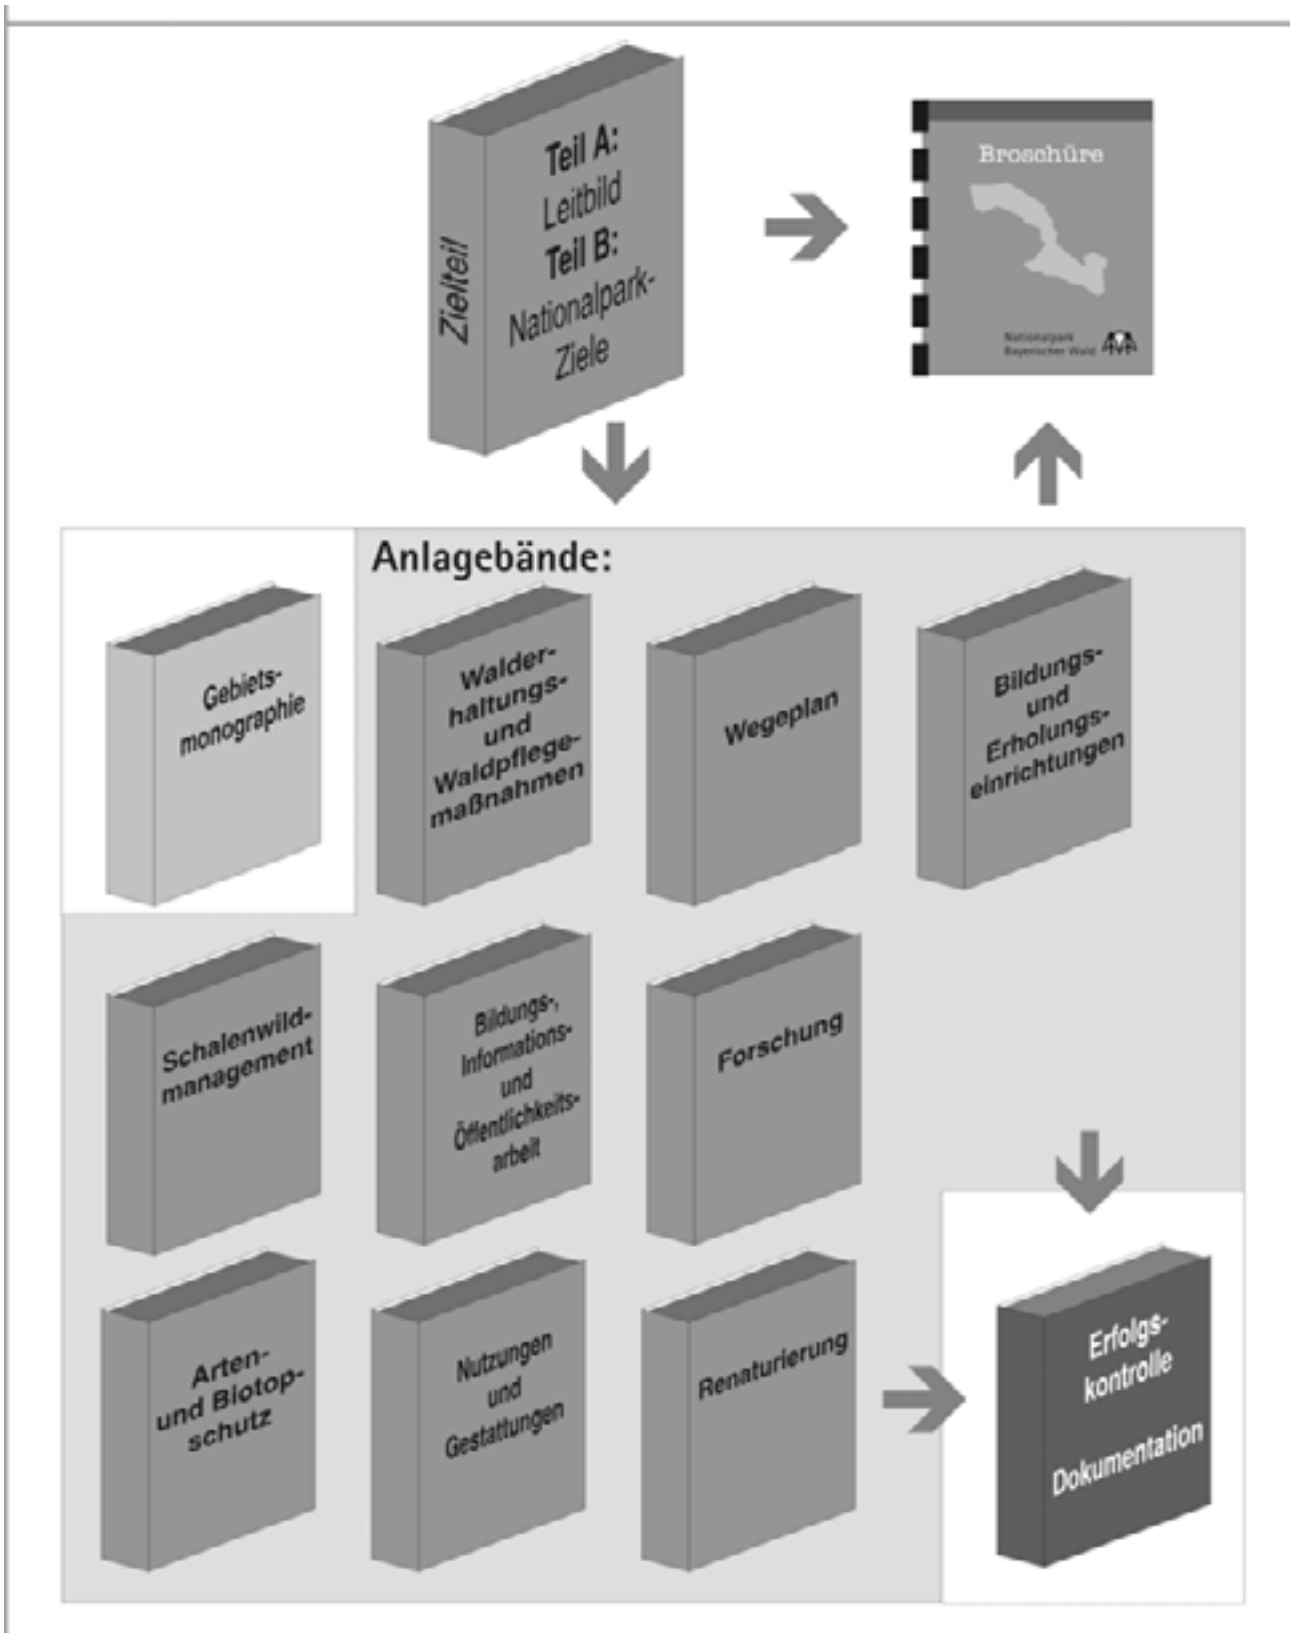 Zielteil
Teil A:
Leitbild
Teil B:
Nationalpark-
Ziele
Broschüre
Nationalpark
Bayerischer Wald
Anlagebände:
Gebiets-
monographie
Walder-
haltungs-
und
Waldpflege-
maßnahmen
Wegeplan
Bildungs-
und
Erholungs-
einrichtungen
Schalenwild-
management
Bildungs-,
Informations-
und
Öffentlichkeits-
arbeit
Forschung
Arten-
und Biotop-
schutz
Nutzungen
und
Gestattungen
Renaturierung
Erfolgs-
kontrolle
Dokumentation